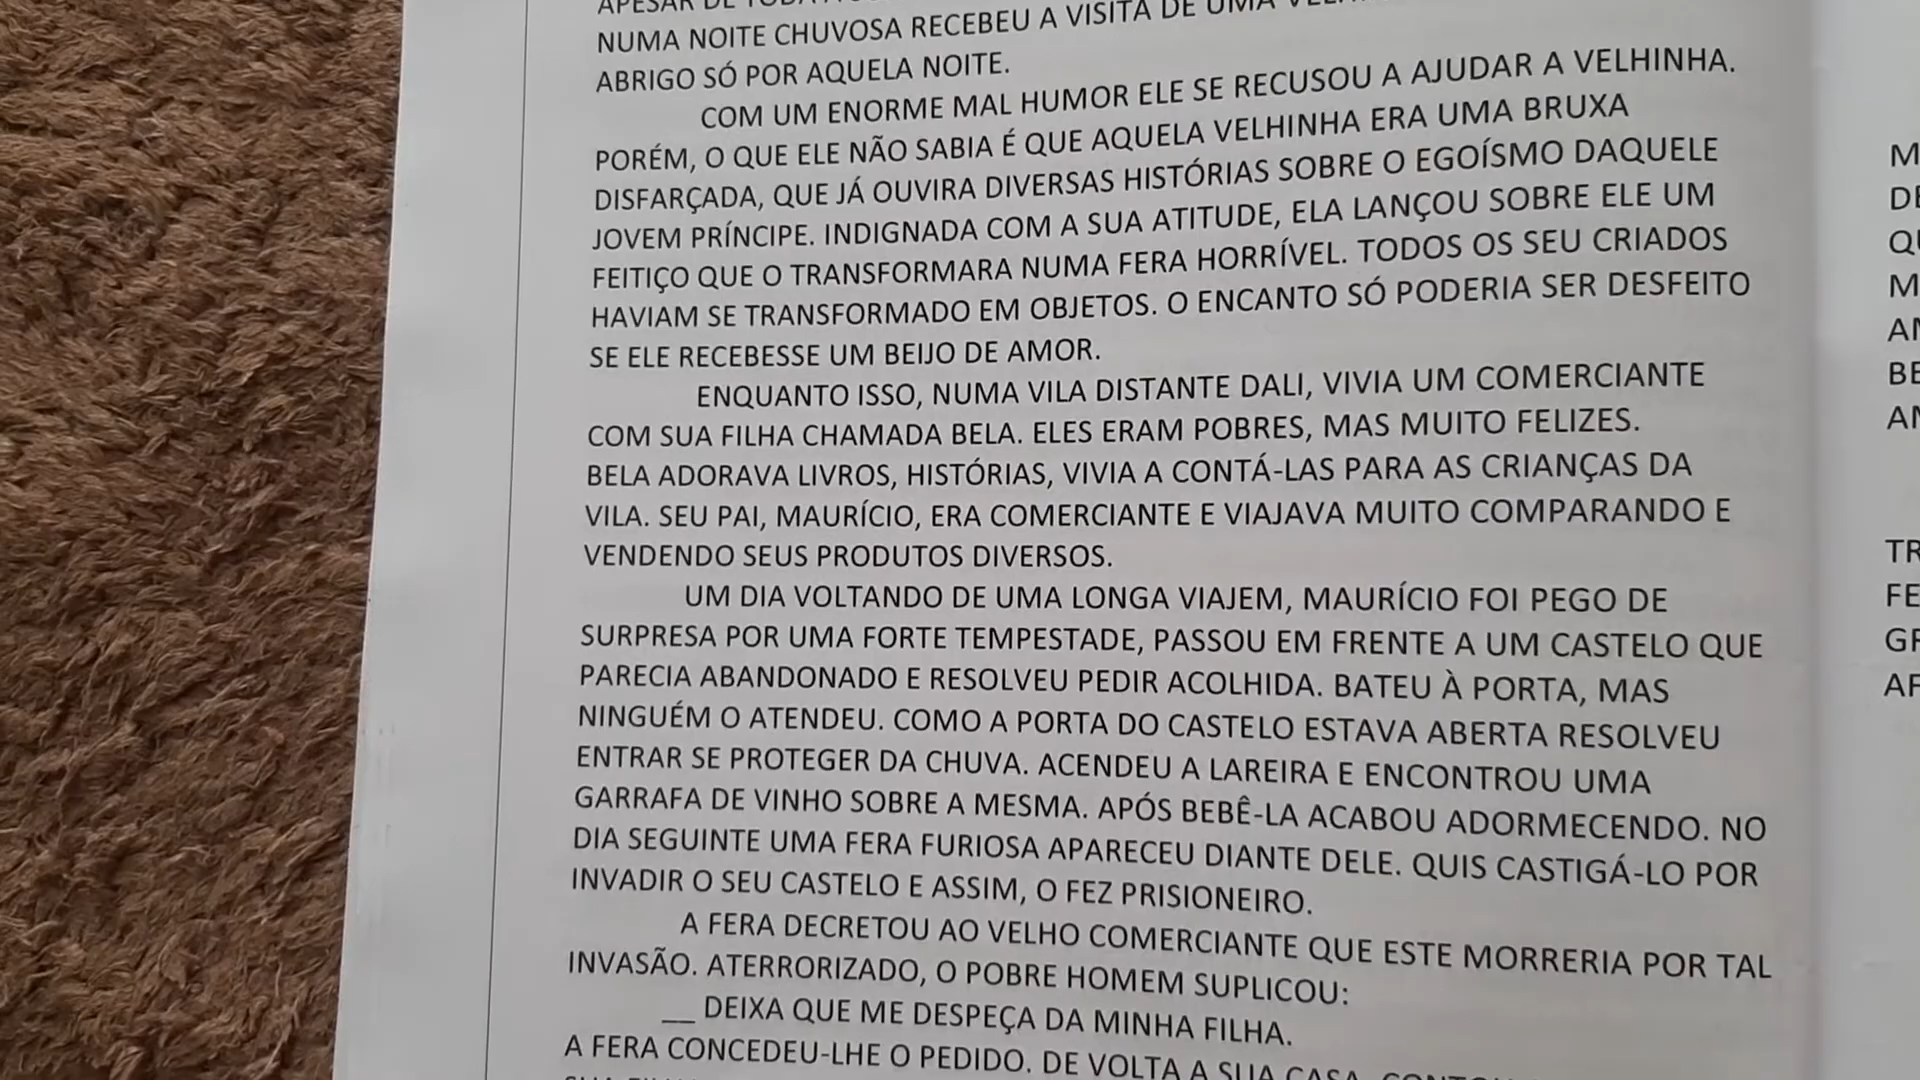 APESAR DE
NUMA NOITE CHUVOSA RECEBEU A VISITA DE UMA
ABRIGO SÓ POR AQUELA NOITE.
COM UM ENORME MAL HUMOR ELE SE RECUSOU A AJUDAR A VELHINHA.
PORÉM, O QUE ELE NÃO SABIA É QUE AQUELA VELHINHA ERA UMA BRUXA
DISFARÇADA, QUE JÁ OUVIRA DIVERSAS HISTÓRIAS SOBRE O EGOÍSMO DAQUELE
JOVEM PRÍNCIPE. INDIGNADA COM A SUA ATITUDE, ELA LANÇOU SOBRE ELE UM
FEITIÇO QUE O TRANSFORMARA NUMA FERA HORRÍVEL. TODOS OS SEU CRIADOS
HAVIAM SE TRANSFORMADO EM OBJETOS. O ENCANTO SÓ PODERIA SER DESFEITO
SE ELE RECEBESSE UM BEIJO DE AMOR.
ENQUANTO ISSO, NUMA VILA DISTANTE DALI, VIVIA UM COMERCIANTE
COM SUA FILHA CHAMADA BELA. ELES ERAM POBRES, MAS MUITO FELIZES.
BELA ADORAVA LIVROS, HISTÓRIAS, VIVIA A CONTÁ-LAS PARA AS CRIANÇAS DA
VILA. SEU PAI, MAURÍCIO, ERA COMERCIANTE E VIAJAVA MUITO COMPARANDO E
VENDENDO SEUS PRODUTOS DIVERSOS.
UM DIA VOLTANDO DE UMA LONGA VIAJEM, MAURÍCIO FOI PEGO DE
SURPRESA POR UMA FORTE TEMPESTADE, PASSOU EM FRENTE A UM CASTELO QUE
PARECIA ABANDONADO E RESOLVEU PEDIR ACOLHIDA. BATEU À PORTA, MAS
NINGUÉM O ATENDEU. COMO A PORTA DO CASTELO ESTAVA ABERTA RESOLVEU
ENTRAR SE PROTEGER DA CHUVA. ACENDEU A LAREIRA E ENCONTROU UMA
GARRAFA DE VINHO SOBRE A MESMA. APÓS BEBÊ-LA ACABOU ADORMECENDO. NO
DIA SEGUINTE UMA FERA FURIOSA APARECEU DIANTE DELE. QUIS CASTIGÁ-LO POR
INVADIR O SEU CASTELO E ASSIM, O FEZ PRISIONEIRO.
A FERA DECRETOU AO VELHO COMERCIANTE QUE ESTE MORRERIA POR TAL
INVASÃO. ATERRORIZADO, O POBRE HOMEM SUPLICOU:
__ DEIXA QUE ME DESPEÇA DA MINHA FILHA.
A FERA CONCEDEU-LHE O PEDIDO. DE VOLTA A SUA CASA,